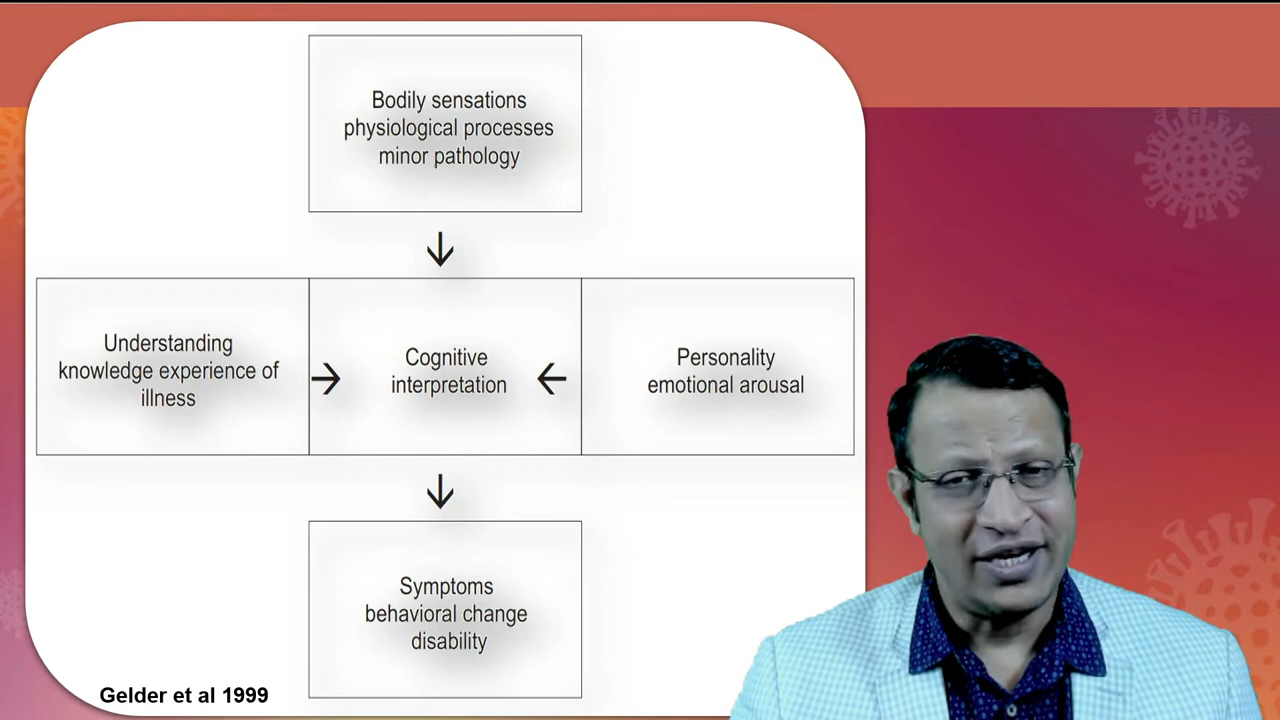 Bodily sensations
physiological processes
minor pathology
Understanding
knowledge experience of
illness
Cognitive
interpretation
Personality
emotional arousal
Symptoms
behavioral change
disability
Gelder et al 1999